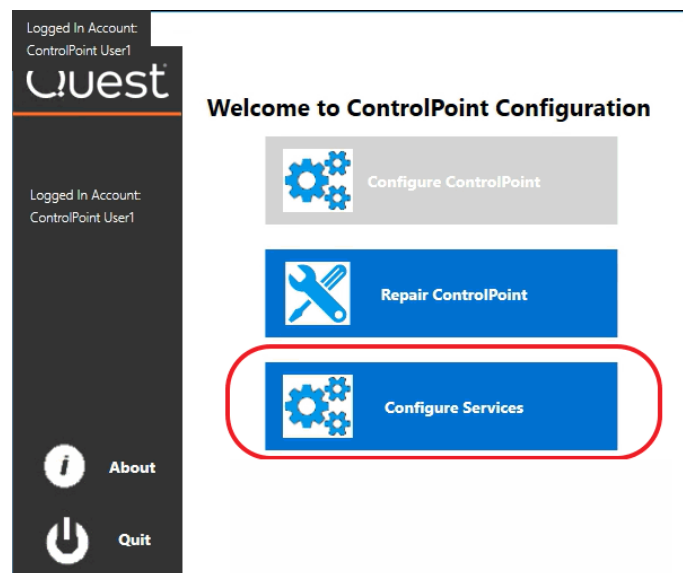 Logged In Account:
ControlPoint User1
Quest
Welcome to ControlPoint Configuration
Configure ControlPoint
Logged In Account:
ControlPoint User1
Repair ControlPoint
Configure Services
About
Quit